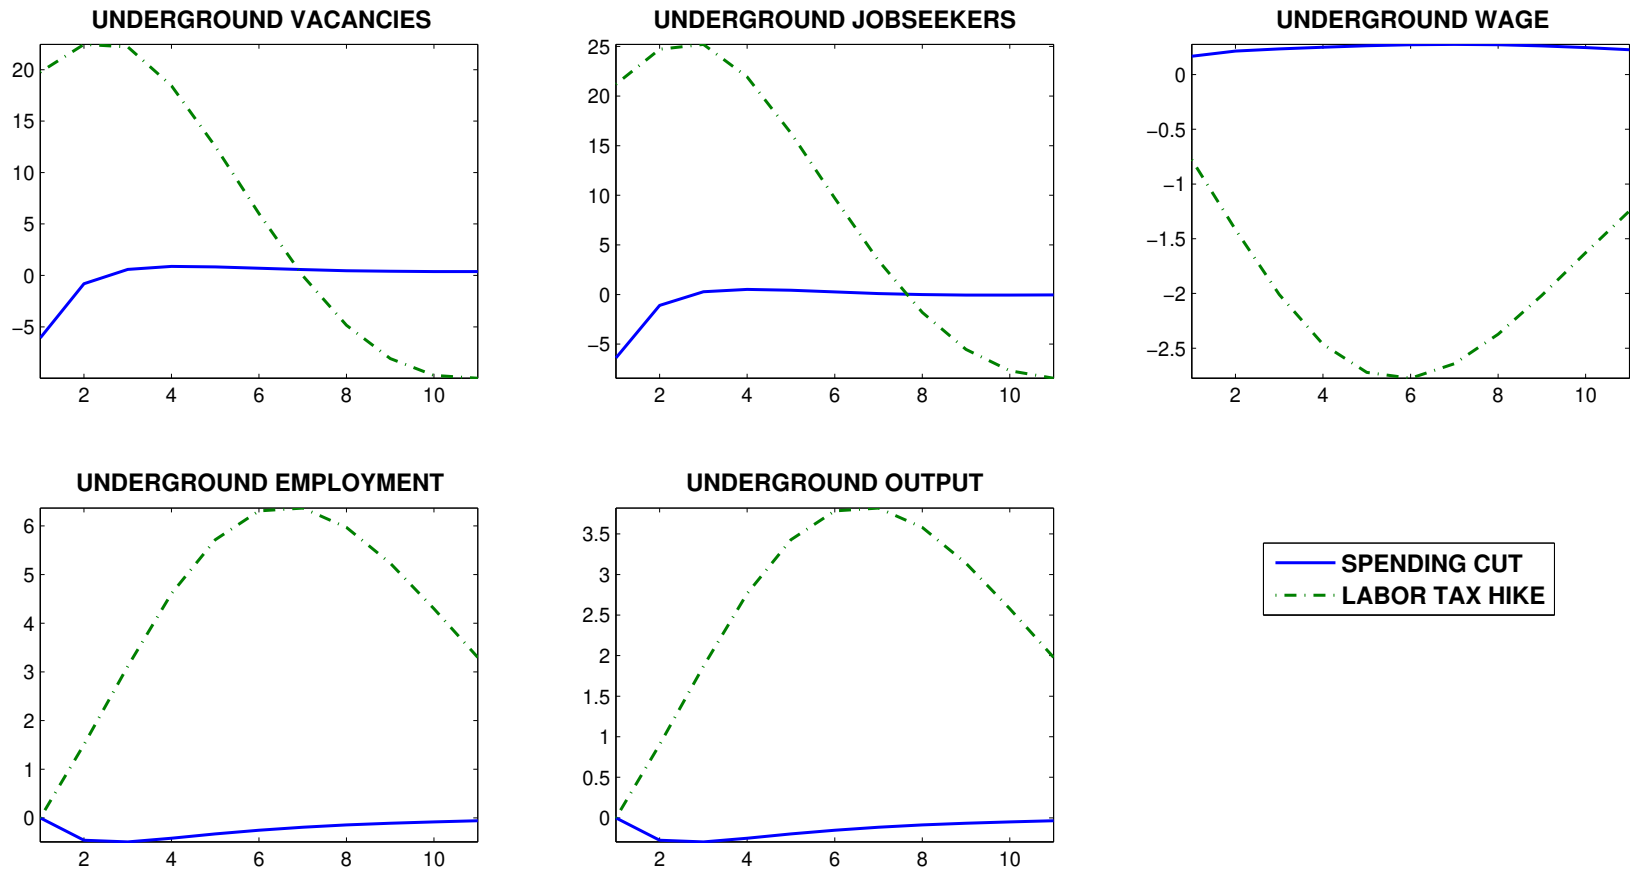 UNDERGROUND VACANCIES
20
15
10
5
0
−5
2 4 6 8 10
UNDERGROUND JOBSEEKERS
25
20
15
10
5
0
−5
2 4 6 8 10
UNDERGROUND WAGE
0
−0.5
−1
−1.5
−2
−2.5
2 4 6 8 10
UNDERGROUND EMPLOYMENT
6
5
4
3
2
1
0
2 4 6 8 10
UNDERGROUND OUTPUT
3.5
3
2.5
2
1.5
1
0.5
0
2 4 6 8 10
SPENDING CUT
LABOR TAX HIKE